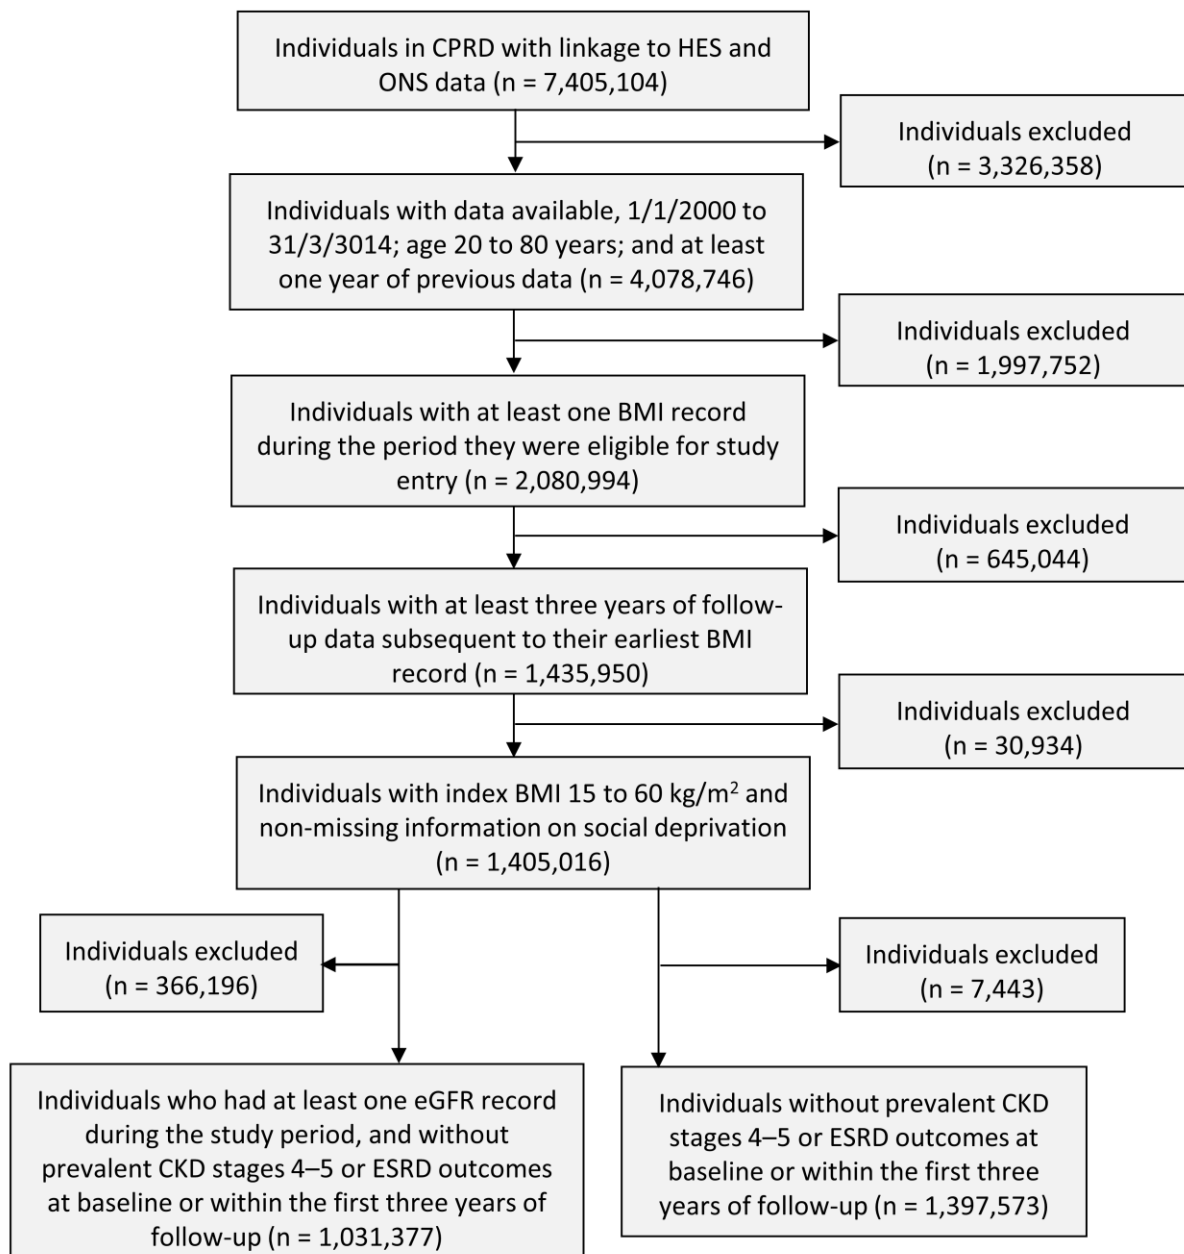 Individuals in CPRD with linkage to HES and
ONS data (n = 7,405,104)
Individuals excluded
(n = 3,326,358)
Individuals with data available, 1/1/2000 to
31/3/3014; age 20 to 80 years; and at least
one year of previous data (n = 4,078,746)
Individuals excluded
(n = 1,997,752)
Individuals with at least one BMI record
during the period they were eligible for study
entry (n = 2,080,994)
Individuals excluded
(n = 645,044)
Individuals with at least three years of follow-
up data subsequent to their earliest BMI
record (n = 1,435,950)
Individuals excluded
(n = 30,934)
Individuals with index BMI 15 to 60 kg/m² and
non-missing information on social deprivation
(n = 1,405,016)
Individuals excluded
(n = 366,196)
Individuals excluded
(n = 7,443)
Individuals who had at least one eGFR record
during the study period, and without
prevalent CKD stages 4–5 or ESRD outcomes
at baseline or within the first three years of
follow-up (n = 1,031,377)
Individuals without prevalent CKD
stages 4–5 or ESRD outcomes at
baseline or within the first three
years of follow-up (n = 1,397,573)